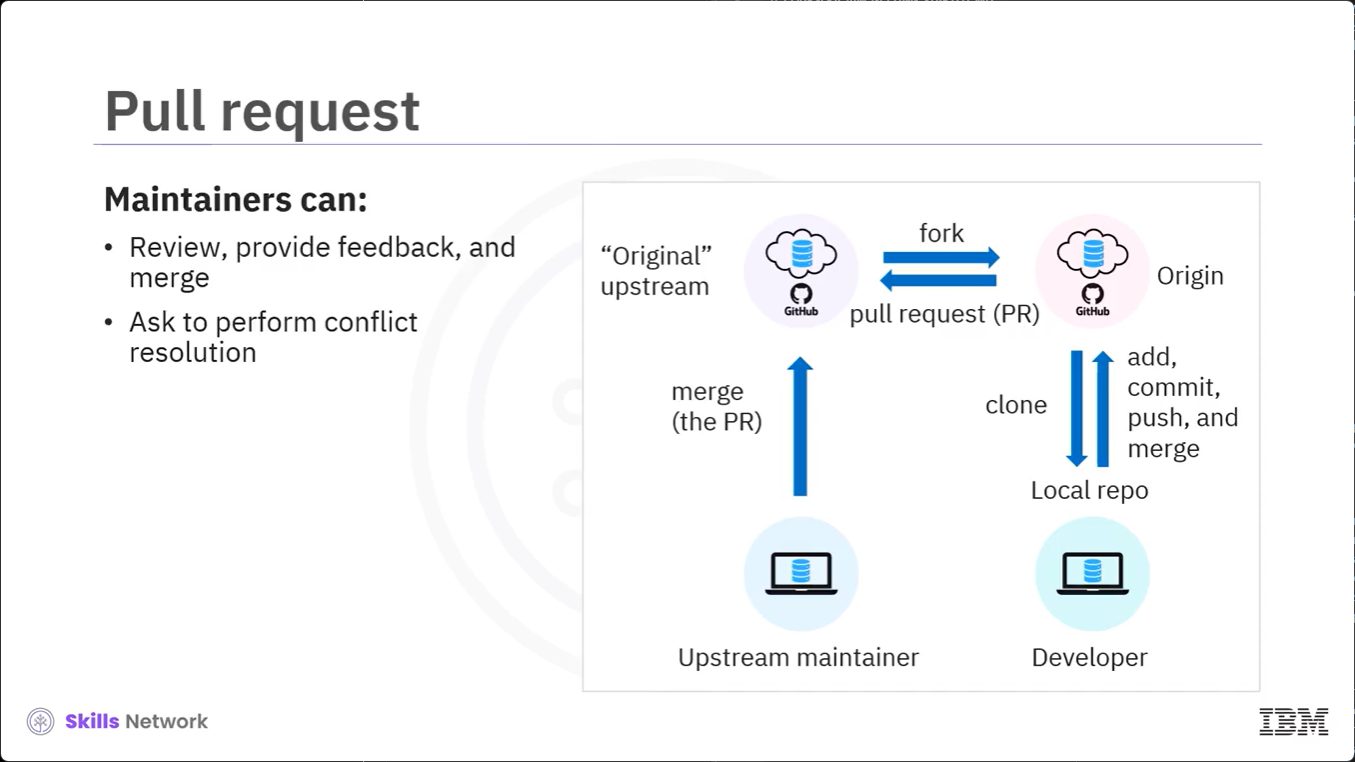 Pull request
Maintainers can:
• Review, provide feedback, and
merge
• Ask to perform conflict
resolution
“Original”
upstream
GitHub
fork
pull request (PR)
GitHub
Origin
merge
(the PR)
clone
add,
commit,
push, and
merge
Local repo
Upstream maintainer
Developer
Skills Network
IBM